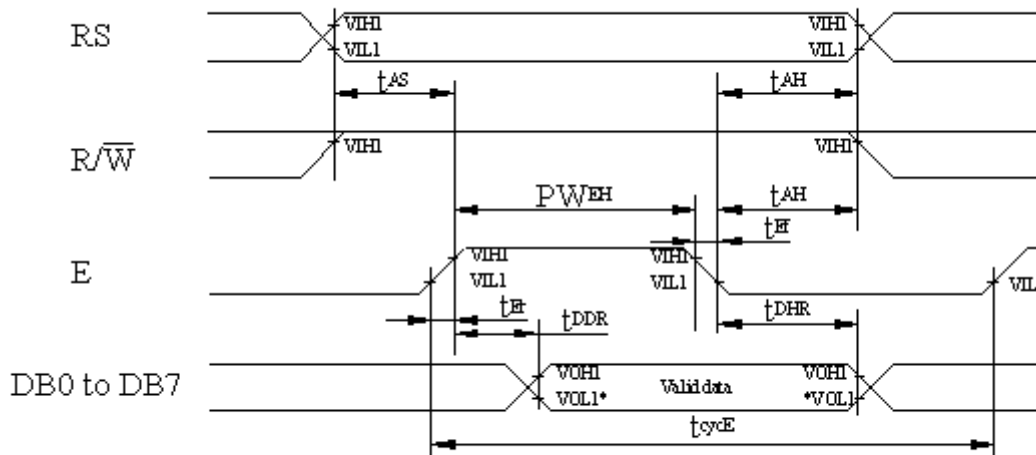 RS VIH1 VIH1
VIL1 VIL1
tAS tAH
R/W̅ VIH1 VIH1
PWEH tAH
tEf
E VIH1 VIH1
VIL1 VIL1 VIL
tEr tDDR tDHR
DB0 to DB7 VOH1 Valid data VOH1
VOL1* *VOL1
tcycE